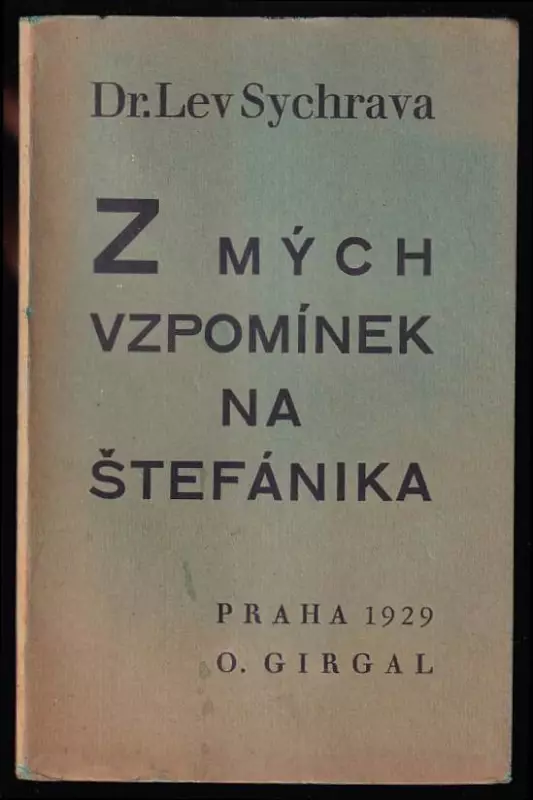 Dr. Lev Sychrava
Z MÝCH
VZPOMÍNEK
NA
ŠTEFÁNIKA
PRAHA 1929
O. GIRGAL